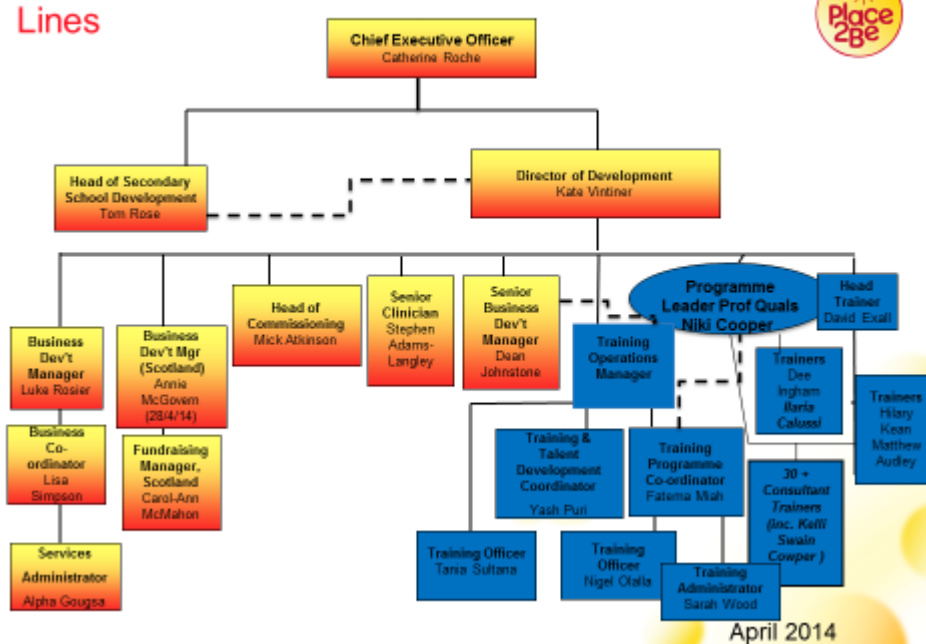 Lines
Place
2Be
Chief Executive Officer
Catherine Roche
Head of Secondary
School Development
Tom Rose
Director of Development
Kate Vintiner
Business
Dev't
Manager
Luke Rosier
Business
Dev't Mgr
(Scotland)
Annie
McGovern
(28/4/14)
Head of
Commissioning
Mick Atkinson
Senior
Clinician
Stephen
Adams-
Langley
Senior
Business
Dev't
Manager
Dean
Johnstone
Training
Operations
Manager
Programme
Leader Prof Quals
Niki Cooper
Head
Trainer
David Exall
Trainers
Dee
Ingham
Ilaria
Calussi
Trainers
Hilary
Kean
Matthew
Audley
Business
Co-
ordinator
Lisa
Simpson
Fundraising
Manager,
Scotland
Carol-Ann
McMahon
Training &
Talent
Development
Coordinator
Yash Puri
Training
Programme
Co-ordinator
Fatema Miah
30 +
Consultant
Trainers
(inc. Kelli
Swain
Cowper )
Services
Administrator
Alpha Gougsa
Training Officer
Tania Sultana
Training
Officer
Nigel Olalla
Training
Administrator
Sarah Wood
April 2014